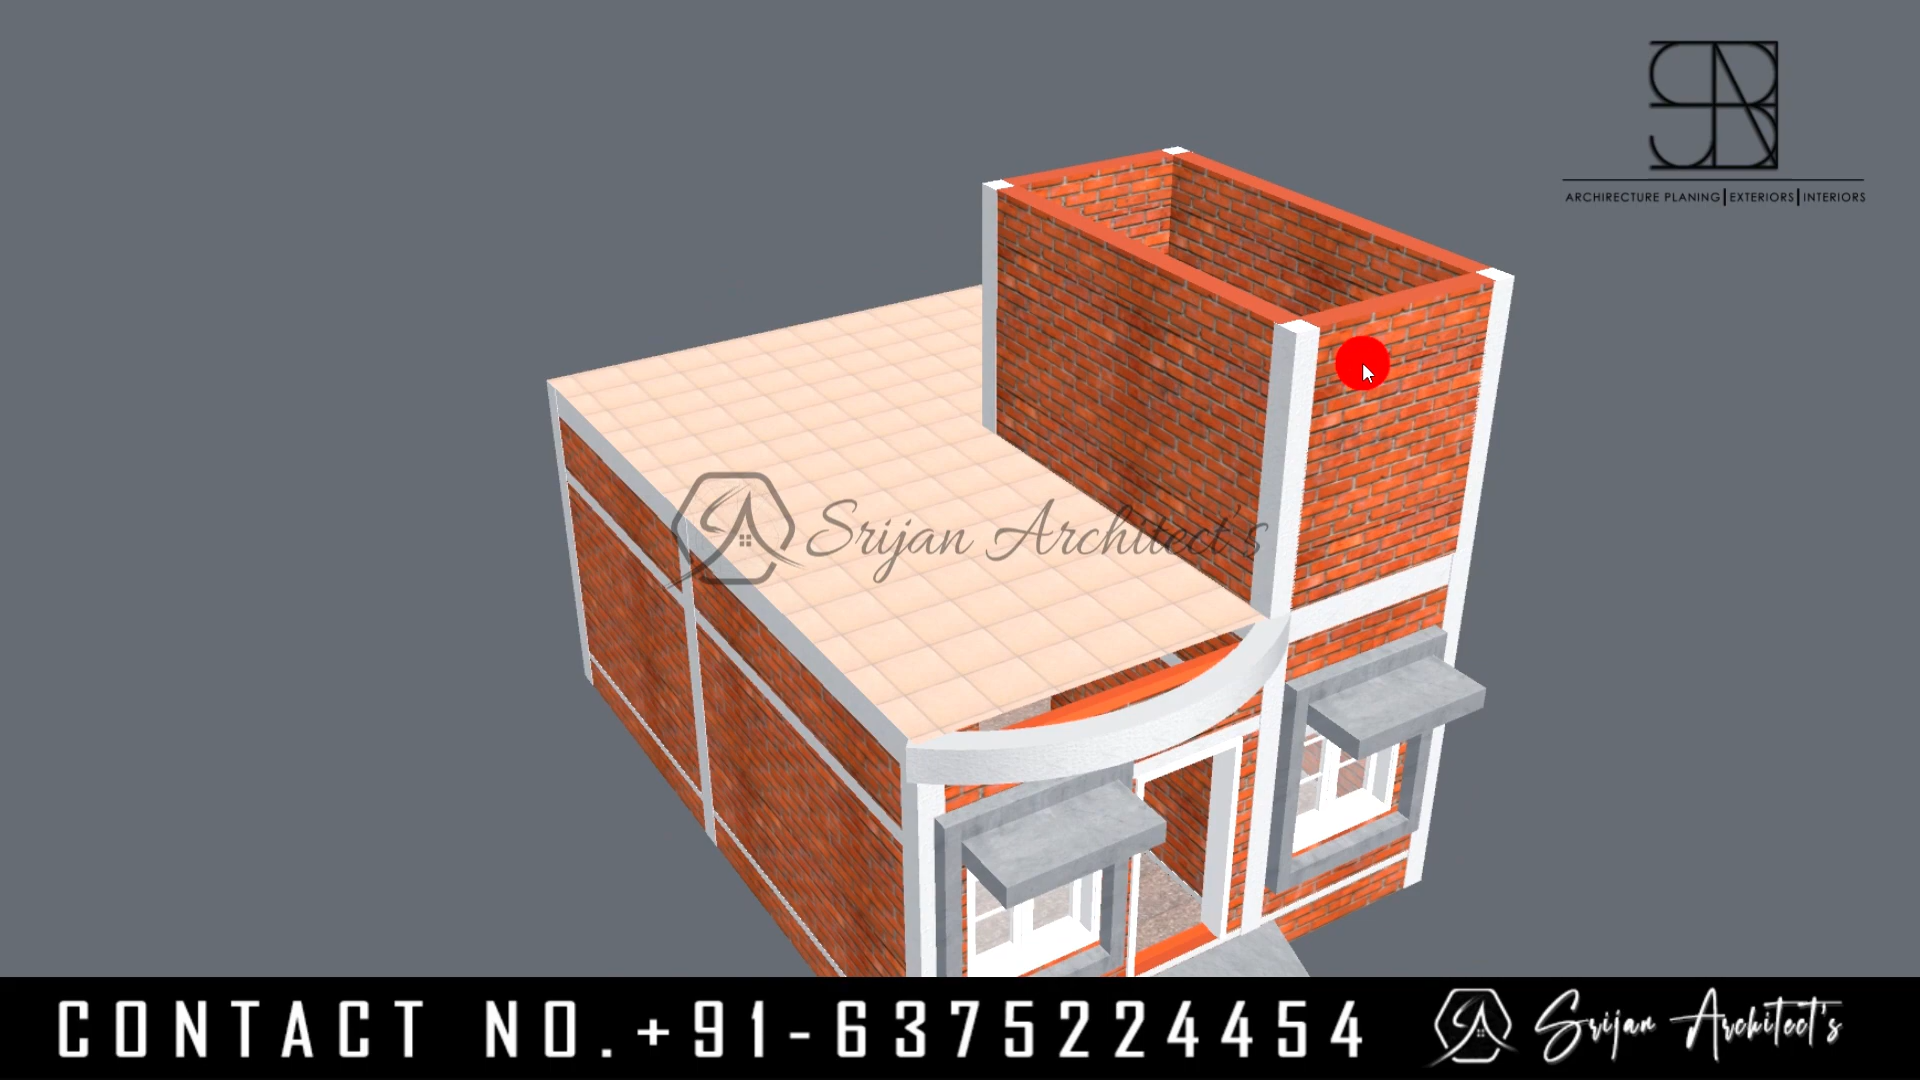 ARCHIRECTURE PLANING|EXTERIORS|INTERIORS
Srijan Architect's
CONTACT NO.+91-6375224454
Srijan Architect's